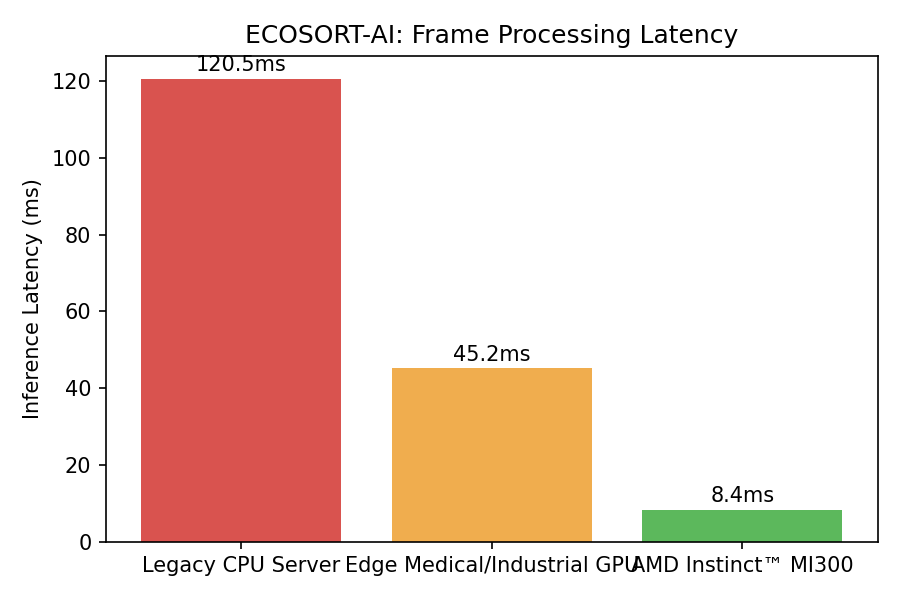 ECOSORT-AI: Frame Processing Latency
Inference Latency (ms)
120
100
80
60
40
20
0
120.5ms
45.2ms
8.4ms
Legacy CPU Server
Edge Medical/Industrial GPU
AMD Instinct™ MI300